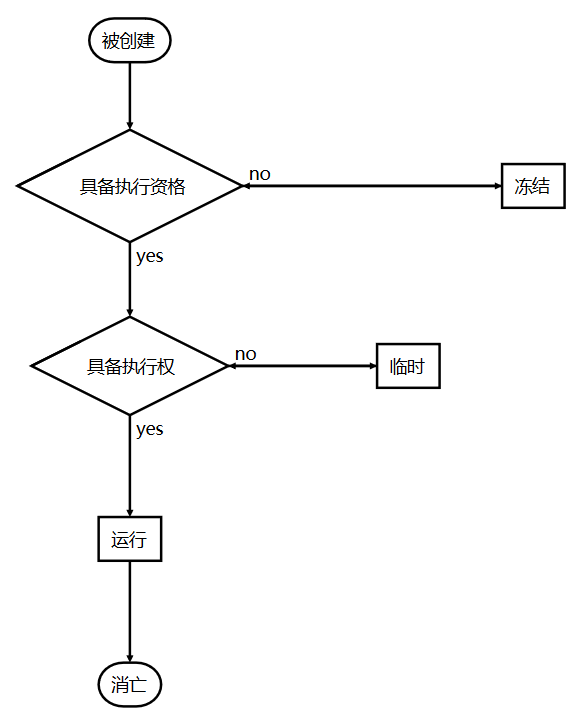 被创建
具备执行资格
no
冻结
yes
具备执行权
no
临时
yes
运行
消亡